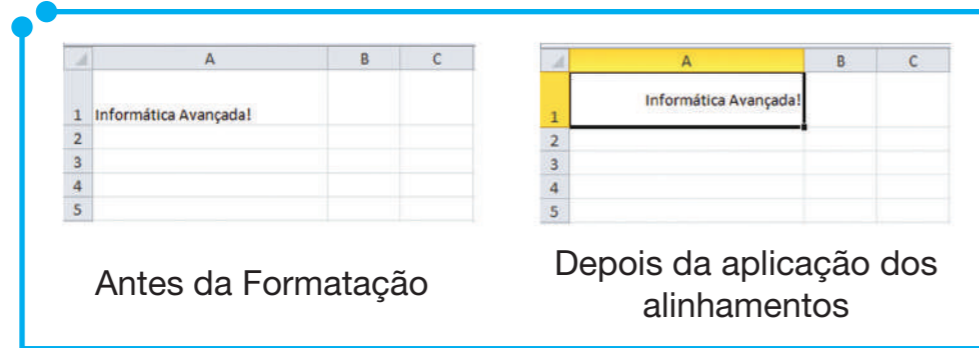 A B C
1 Informática Avançada!
2
3
4
5
Antes da Formatação
A B C
1 Informática Avançada!
2
3
4
5
Depois da aplicação dos
alinhamentos